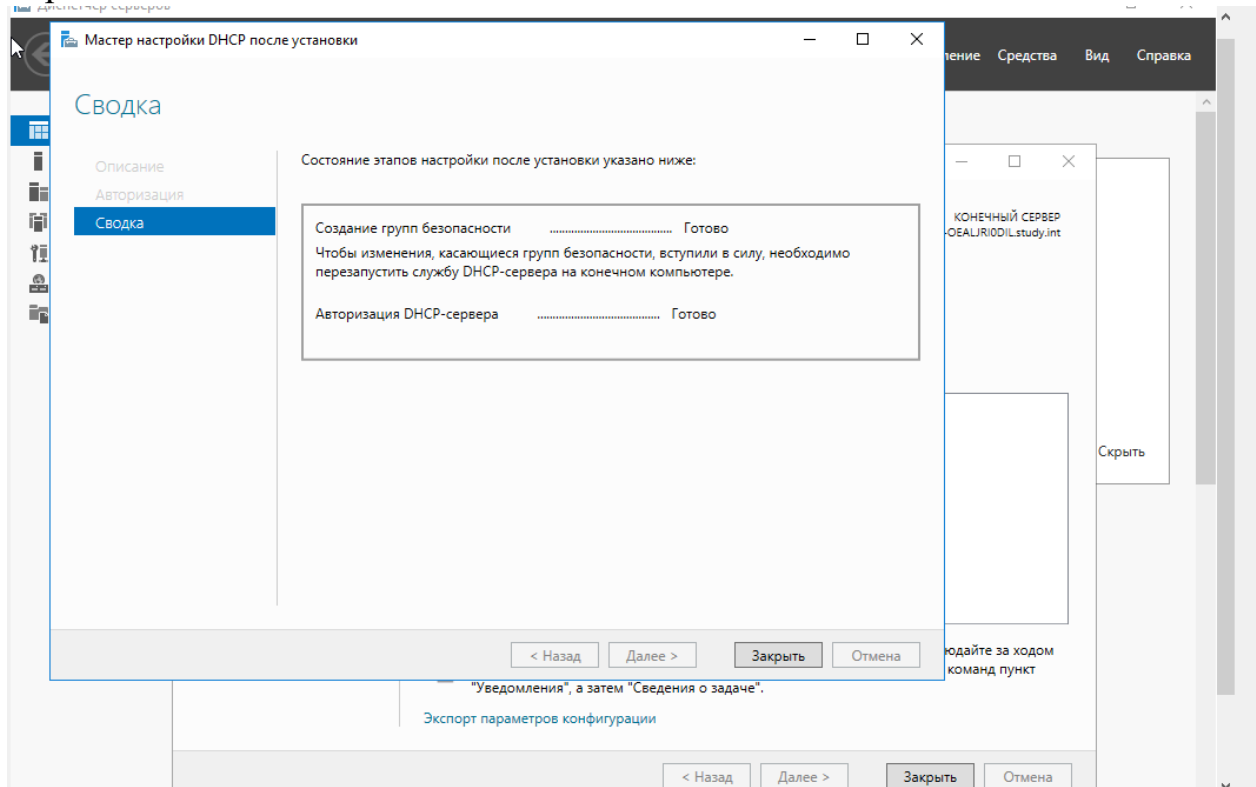 Диспетчер серверов
Мастер настройки DHCP после установки
Средства
Вид
Справка
Сводка
Описание
Авторизация
Сводка
Состояние этапов настройки после установки указано ниже:
Создание групп безопасности ........................................ Готово
Чтобы изменения, касающиеся групп безопасности, вступили в силу, необходимо
перезапустить службу DHCP-сервера на конечном компьютере.
Авторизация DHCP-сервера ........................................ Готово
< Назад
Далее >
Закрыть
Отмена
КОНЕЧНЫЙ СЕРВЕР
-OEALJRI0DIL.study.int
Скрыть
юдайте за ходом
команд пункт
"Уведомления", а затем "Сведения о задаче".
Экспорт параметров конфигурации
< Назад
Далее >
Закрыть
Отмена